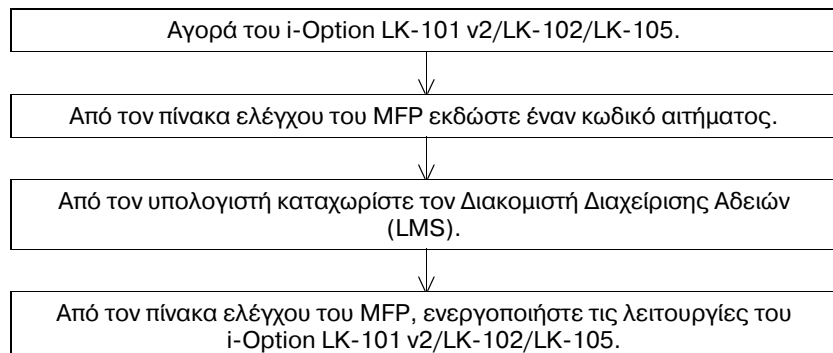 Αγορά του i-Option LK-101 v2/LK-102/LK-105.
Από τον πίνακα ελέγχου του MFP εκδώστε έναν κωδικό αιτήματος.
Από τον υπολογιστή καταχωρίστε τον Διακομιστή Διαχείρισης Αδειών
(LMS).
Από τον πίνακα ελέγχου του MFP, ενεργοποιήστε τις λειτουργίες του
i-Option LK-101 v2/LK-102/LK-105.